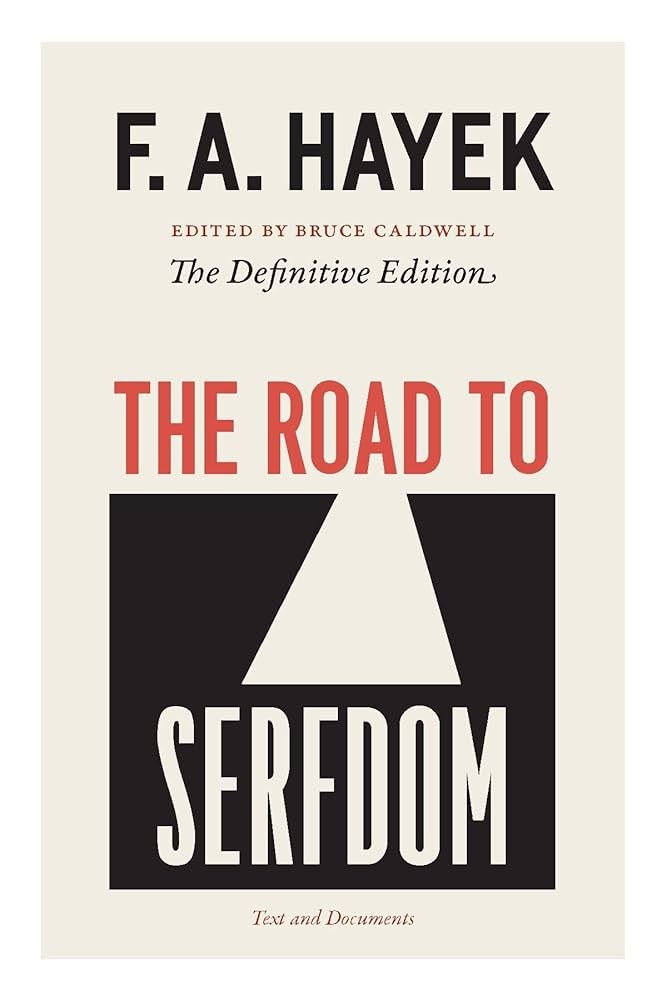 F. A. HAYEK
EDITED BY BRUCE CALDWELL
The Definitive Edition
THE ROAD TO
SERFDOM
Text and Documents